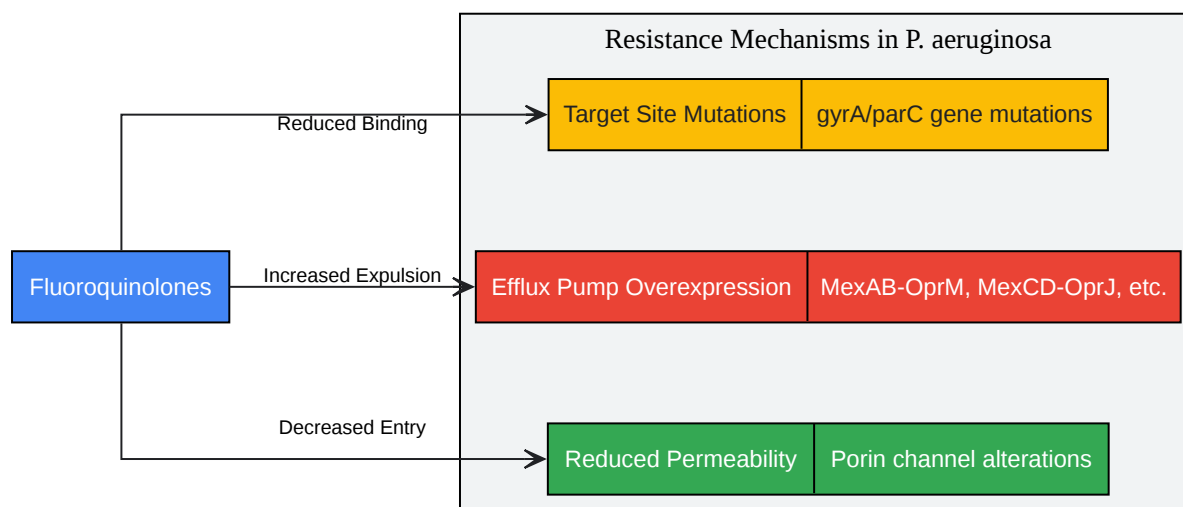 Resistance Mechanisms in P. aeruginosa
Reduced Binding
Target Site Mutations
gyrA/parC gene mutations
Fluoroquinolones
Increased Expulsion
Efflux Pump Overexpression
MexAB-OprM, MexCD-OprJ, etc.
Decreased Entry
Reduced Permeability
Porin channel alterations